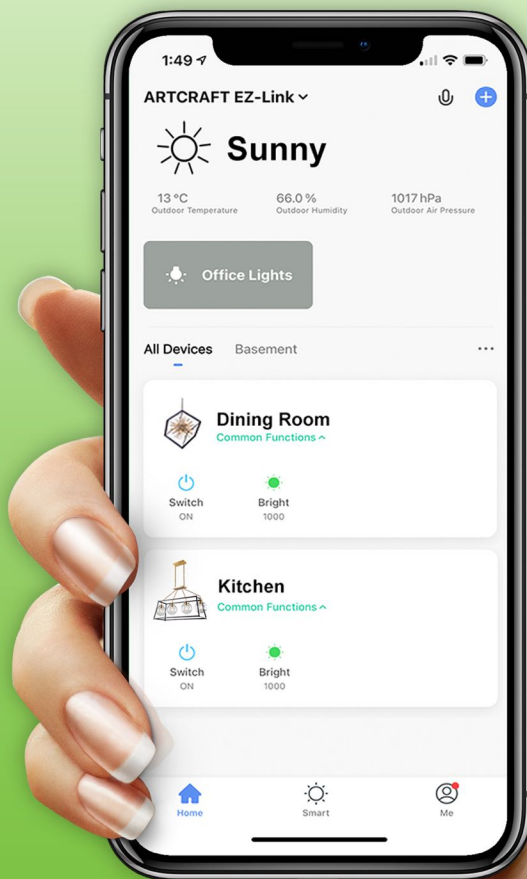 1:49
ARTCRAFT EZ-Link
Sunny
13 °C 66.0 % 1017 hPa
Outdoor Temperature Outdoor Humidity Outdoor Air Pressure
Office Lights
All Devices Basement
Dining Room
Common Functions
Switch Bright
ON 1000
Kitchen
Common Functions
Switch Bright
ON 1000
Home Smart Me